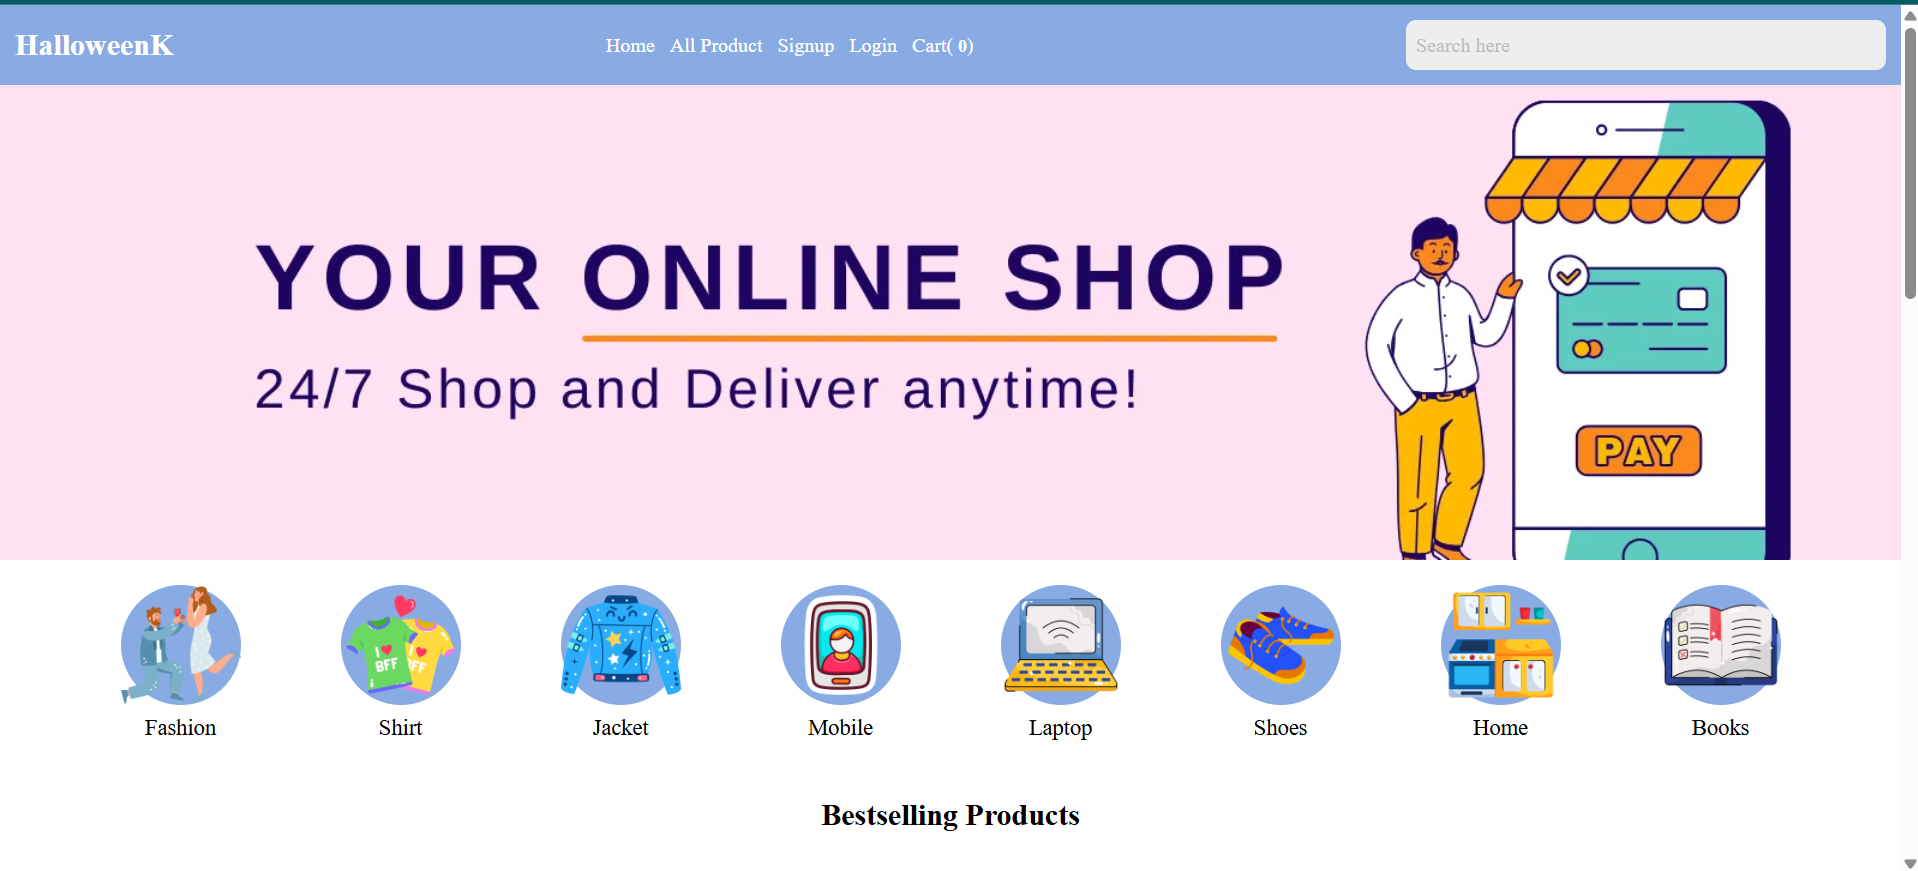 HalloweenK
Home All Product Signup Login Cart( 0)
Search here
YOUR ONLINE SHOP
24/7 Shop and Deliver anytime!
PAY
I ❤ BFF
I ❤ BFF
Fashion Shirt Jacket Mobile Laptop Shoes Home Books
Bestselling Products